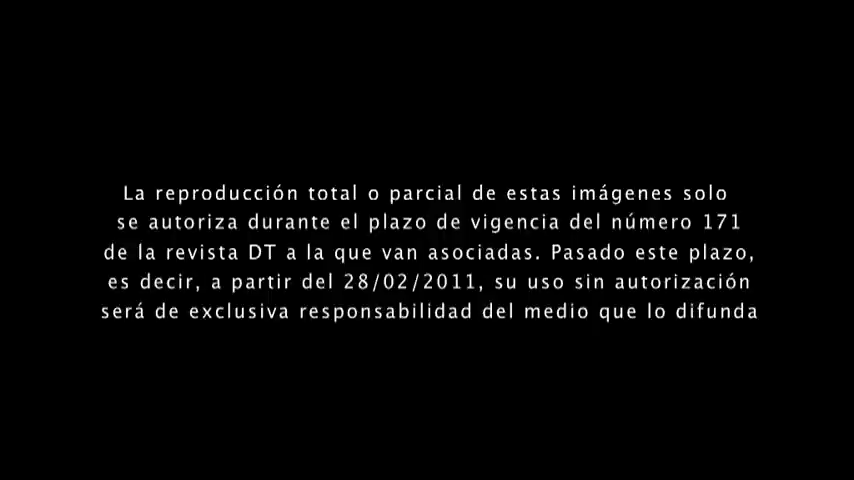 La reproducción total o parcial de estas imágenes solo
se autoriza durante el plazo de vigencia del número 171
de la revista DT a la que van asociadas. Pasado este plazo,
es decir, a partir del 28/02/2011, su uso sin autorización
será de exclusiva responsabilidad del medio que lo difunda